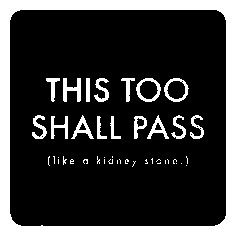 THIS TOO
SHALL PASS
(like a kidney stone.)